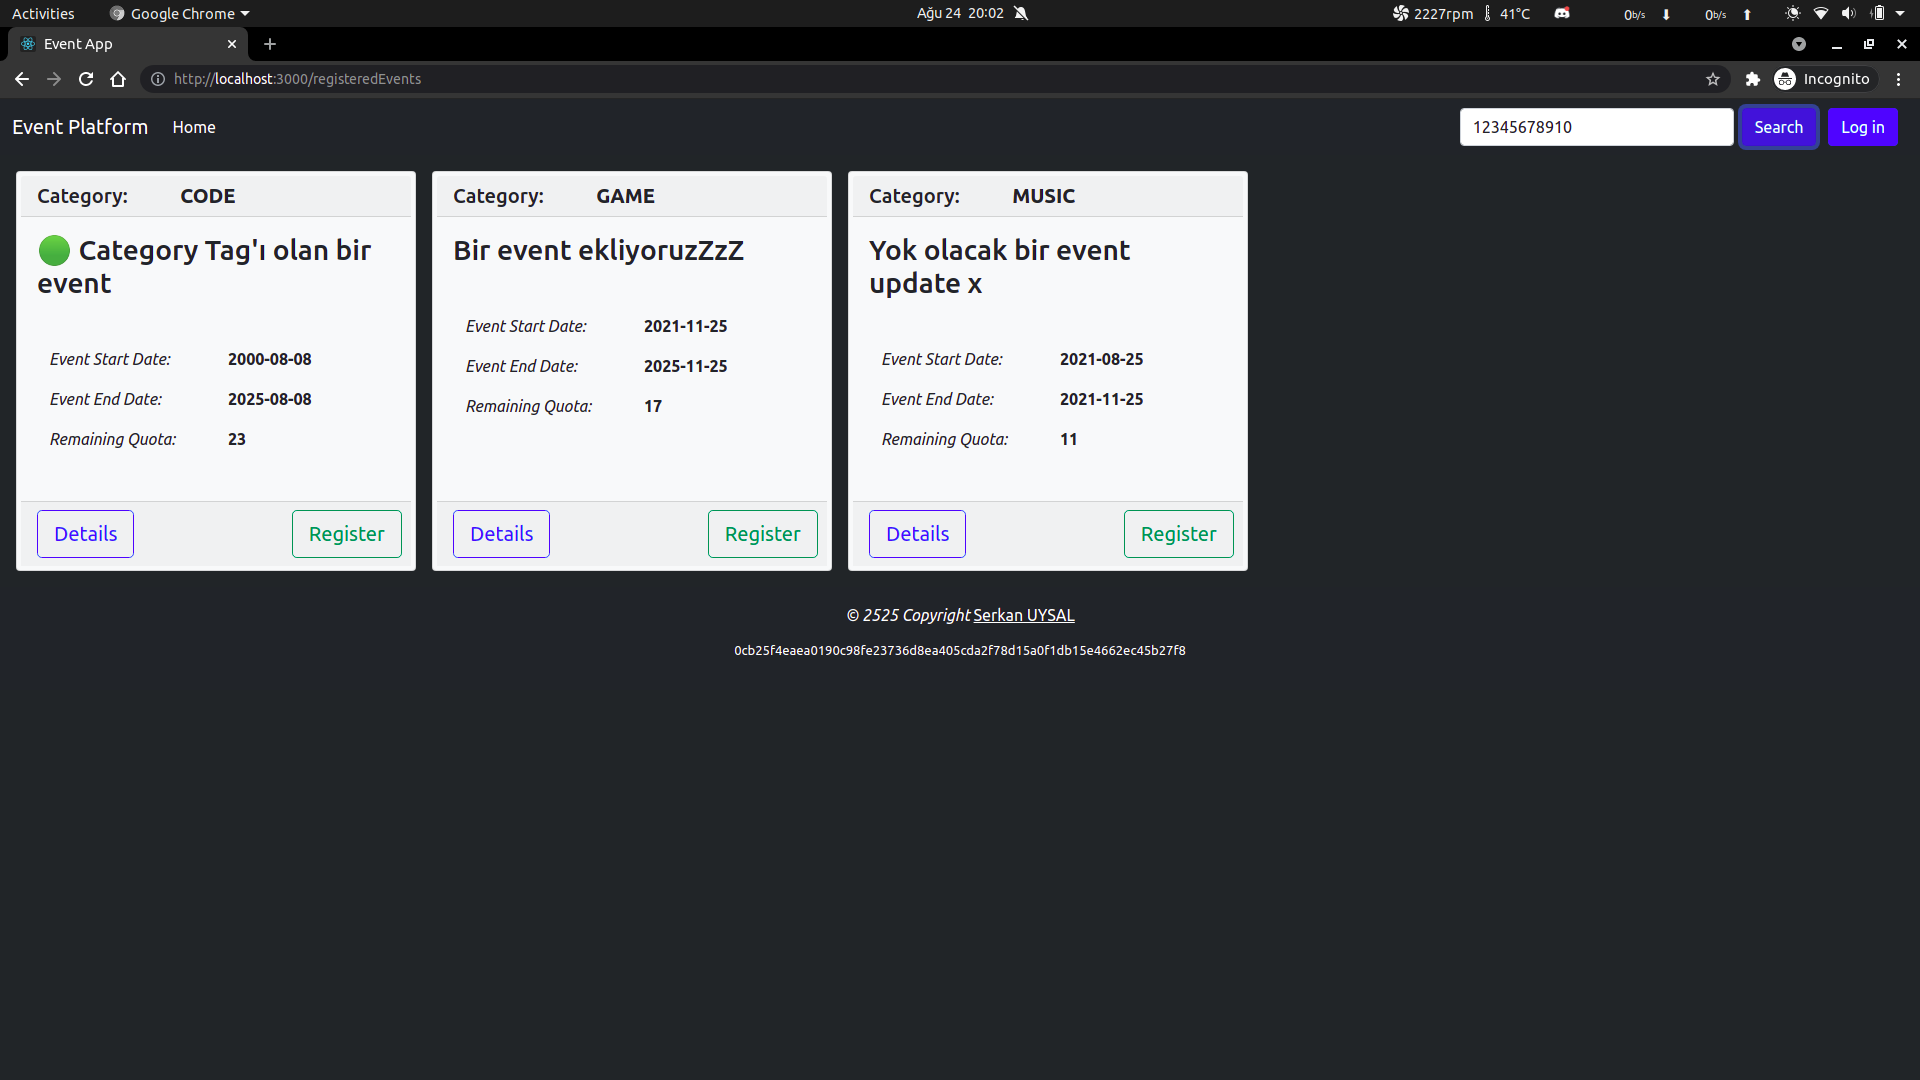 Activities Google Chrome Ağu 24 20:02 2227rpm 41°C 0b/s 0b/s
Event App
http://localhost:3000/registeredEvents Incognito
Event Platform Home 12345678910 Search Log in
Category: CODE
🟢 Category Tag'ı olan bir
event
Event Start Date: 2000-08-08
Event End Date: 2025-08-08
Remaining Quota: 23
Details Register
Category: GAME
Bir event ekliyoruzZzZ
Event Start Date: 2021-11-25
Event End Date: 2025-11-25
Remaining Quota: 17
Details Register
Category: MUSIC
Yok olacak bir event
update x
Event Start Date: 2021-08-25
Event End Date: 2021-11-25
Remaining Quota: 11
Details Register
© 2525 Copyright Serkan UYSAL
0cb25f4eaea0190c98fe23736d8ea405cda2f78d15a0f1db15e4662ec45b27f8